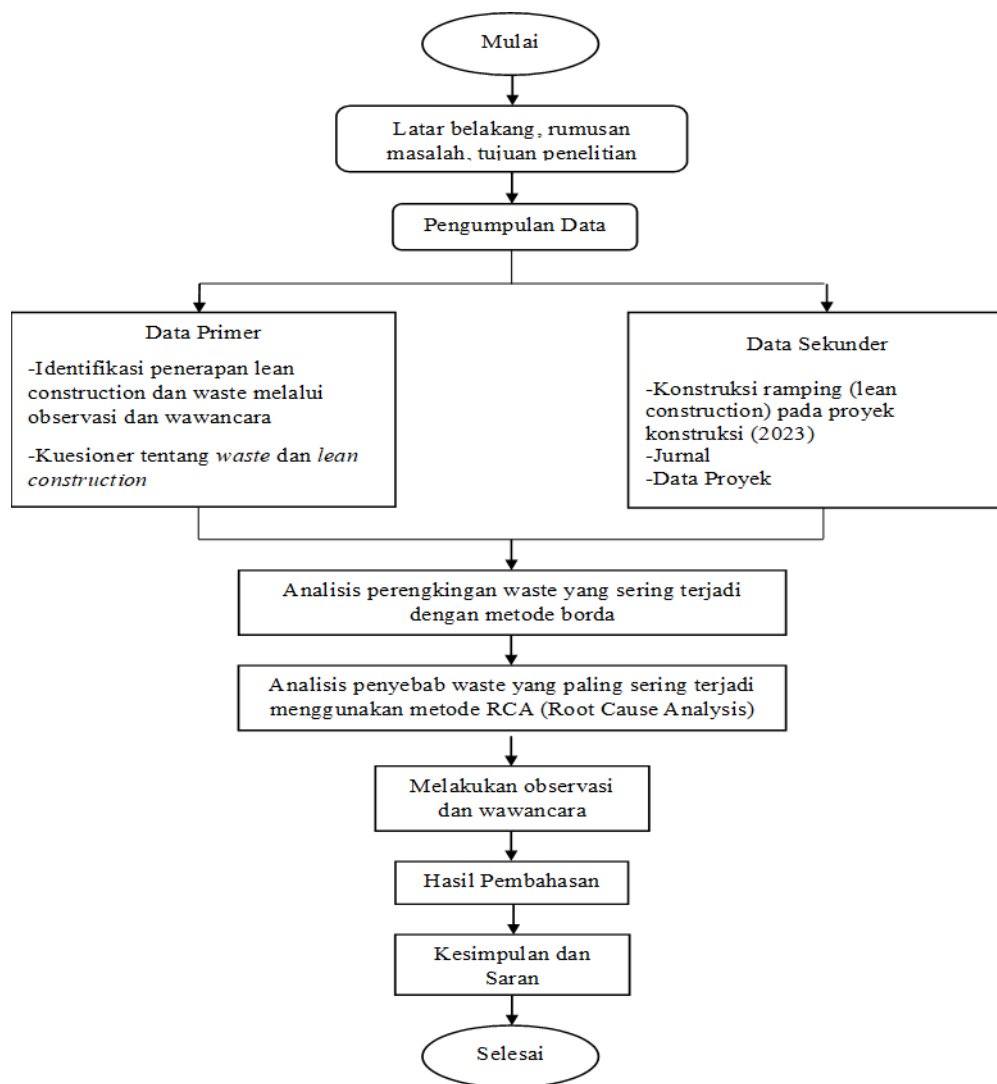 Mulai
Latar belakang, rumusan
masalah, tujuan penelitian
Pengumpulan Data
Data Primer
-Identifikasi penerapan lean
construction dan waste melalui
observasi dan wawancara
-Kuesioner tentang waste dan lean
construction
Data Sekunder
-Konstruksi ramping (lean
construction) pada proyek
konstruksi (2023)
-Jurnal
-Data Proyek
Analisis perengkingan waste yang sering terjadi
dengan metode borda
Analisis penyebab waste yang paling sering terjadi
menggunakan metode RCA (Root Cause Analysis)
Melakukan observasi
dan wawancara
Hasil Pembahasan
Kesimpulan dan
Saran
Selesai